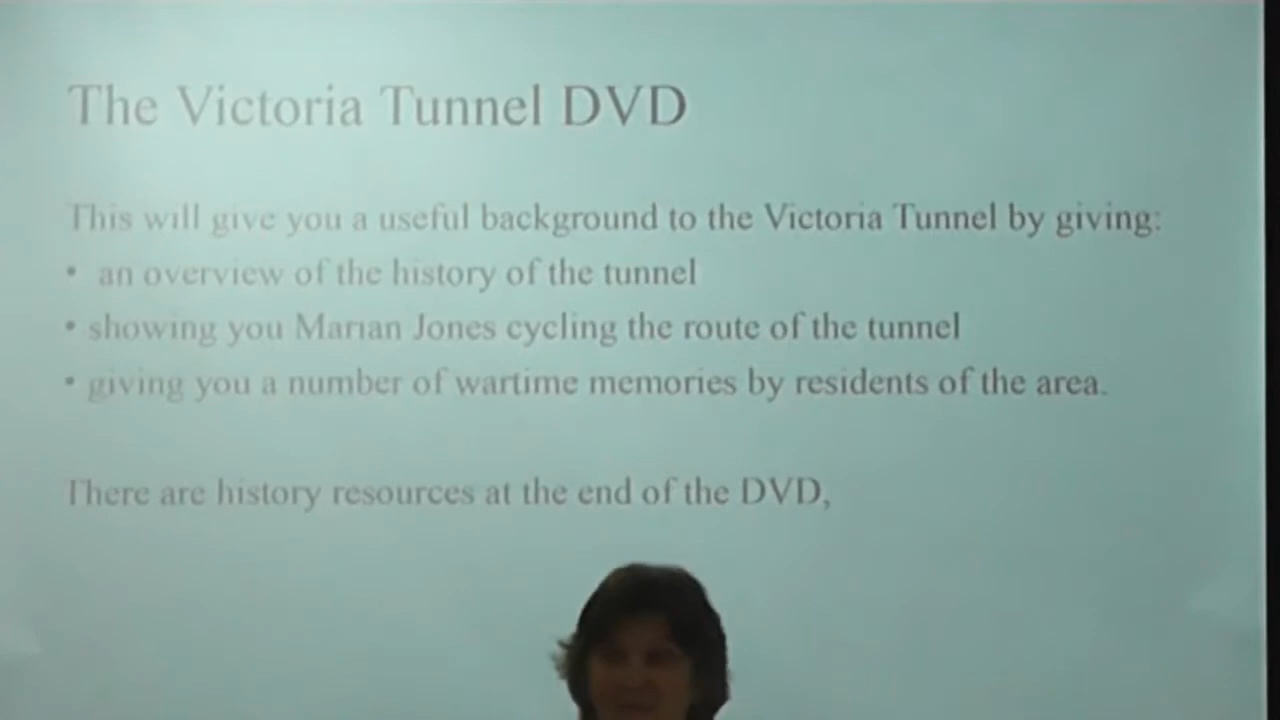 The Victoria Tunnel DVD
This will give you a useful background to the Victoria Tunnel by giving:
• an overview of the history of the tunnel
• showing you Marian Jones cycling the route of the tunnel
• giving you a number of wartime memories by residents of the area.
There are history resources at the end of the DVD,